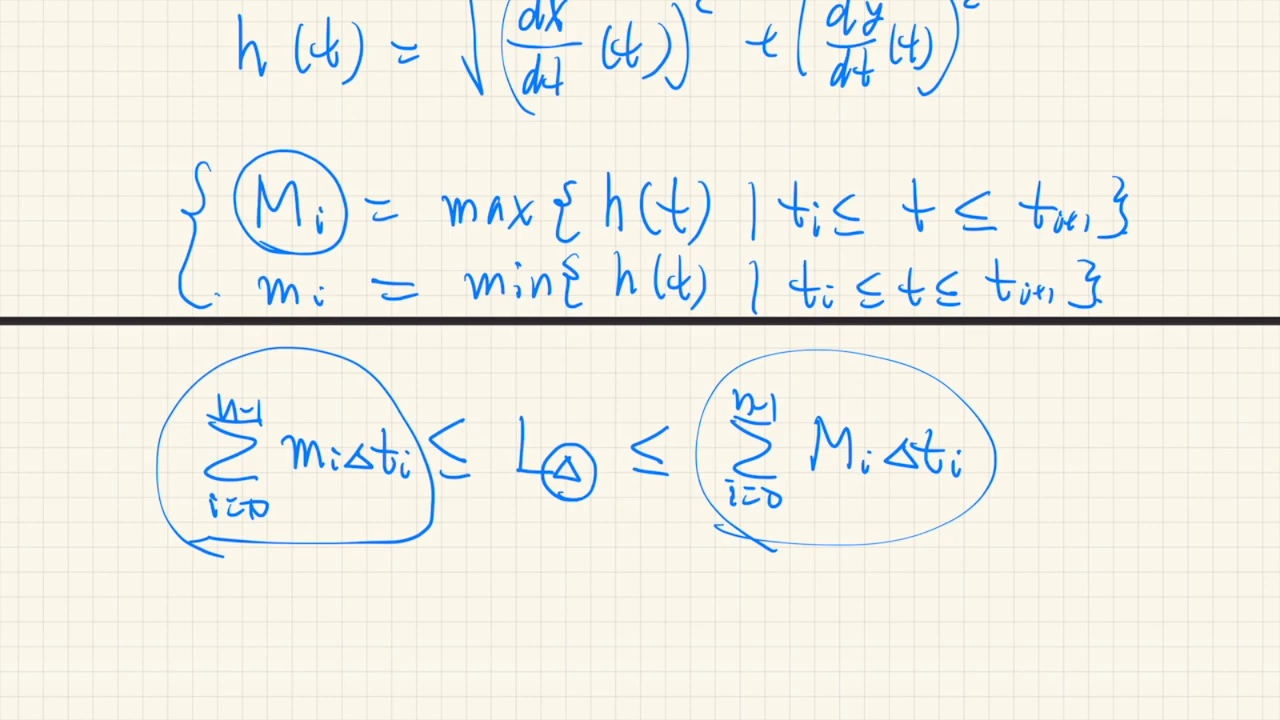 h(t) = √((dx/dt (t))² + (dy/dt (t))²)
{ M_i = max{ h(t) | t_i ≤ t ≤ t_{i+1} }
m_i = min{ h(t) | t_i ≤ t ≤ t_{i+1} }
∑_{i=0}^{n-1} m_i Δt_i ≤ L_Δ ≤ ∑_{i=0}^{n-1} M_i Δt_i